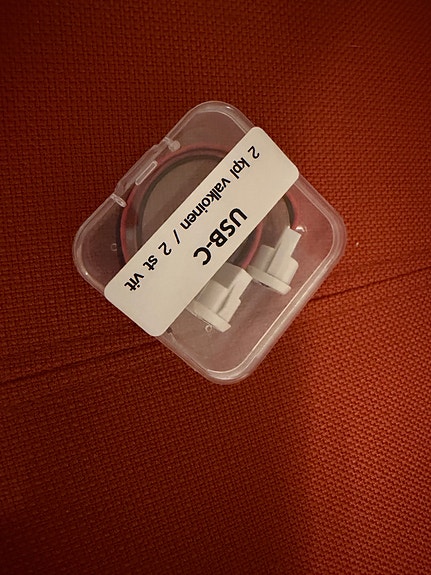 USB-C
2 kpl valkoinen / 2 st vit